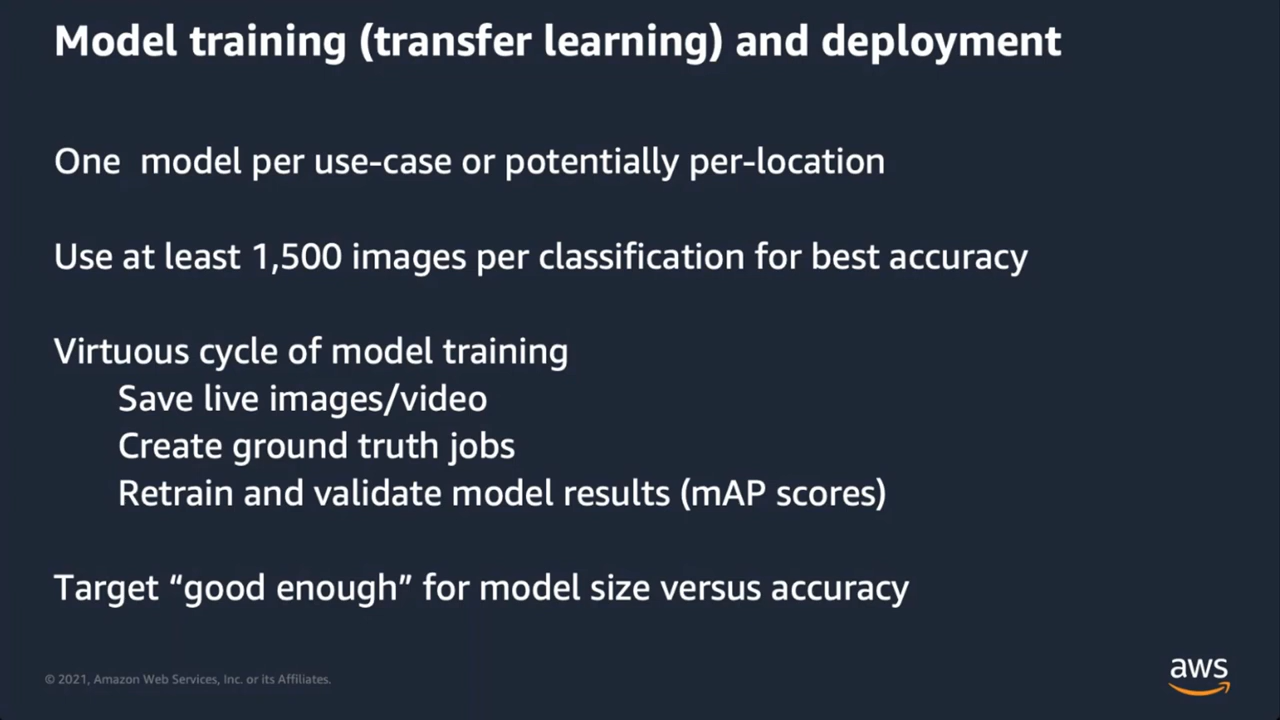 Model training (transfer learning) and deployment
One model per use-case or potentially per-location
Use at least 1,500 images per classification for best accuracy
Virtuous cycle of model training
Save live images/video
Create ground truth jobs
Retrain and validate model results (mAP scores)
Target “good enough” for model size versus accuracy
© 2021, Amazon Web Services, Inc. or its Affiliates.
aws